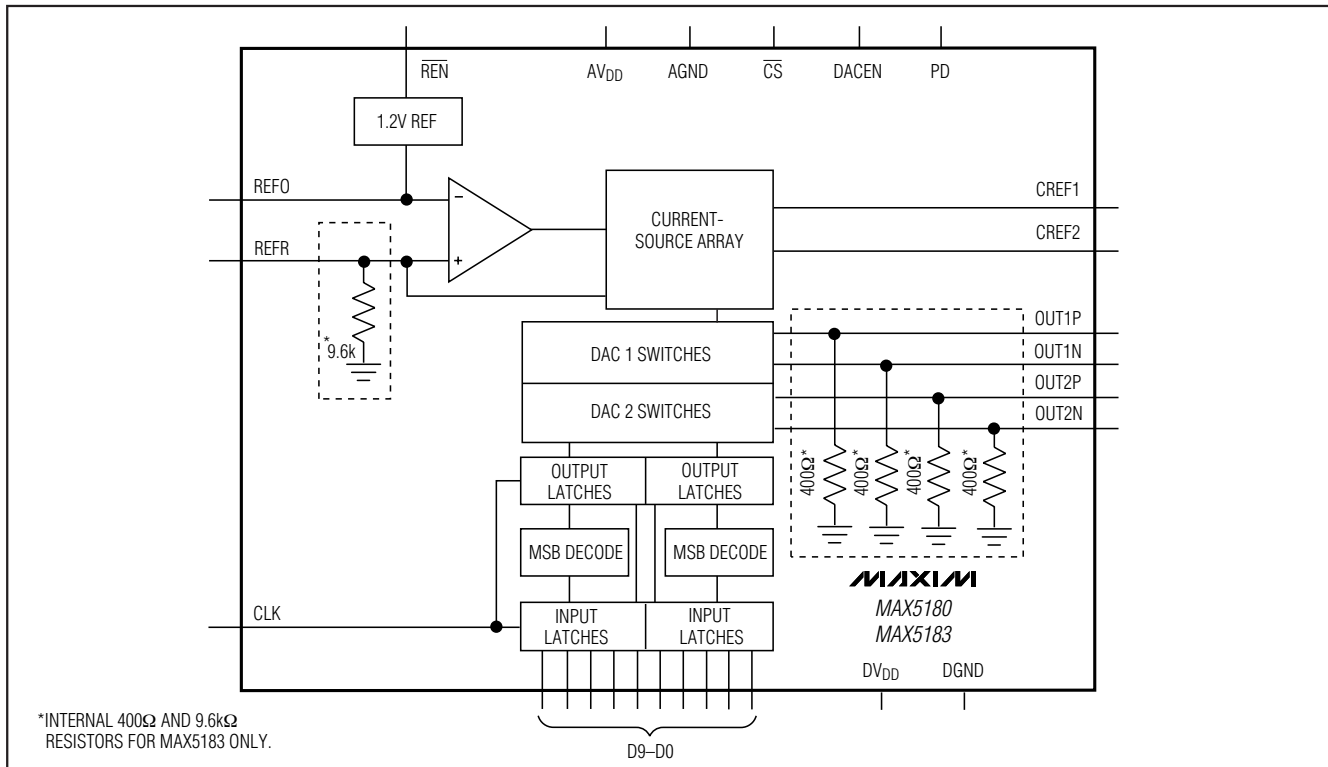 REN
AVDD
AGND
CS
DACEN
PD
1.2V REF
REFO
REFR
−
+
*
9.6k
CURRENT-
SOURCE ARRAY
CREF1
CREF2
DAC 1 SWITCHES
DAC 2 SWITCHES
OUT1P
OUT1N
OUT2P
OUT2N
400Ω*
400Ω*
400Ω*
400Ω*
OUTPUT
LATCHES
OUTPUT
LATCHES
MSB DECODE
MSB DECODE
CLK
INPUT
LATCHES
INPUT
LATCHES
MAXIM
MAX5180
MAX5183
DVDD
DGND
D9–D0
*INTERNAL 400Ω AND 9.6kΩ
RESISTORS FOR MAX5183 ONLY.